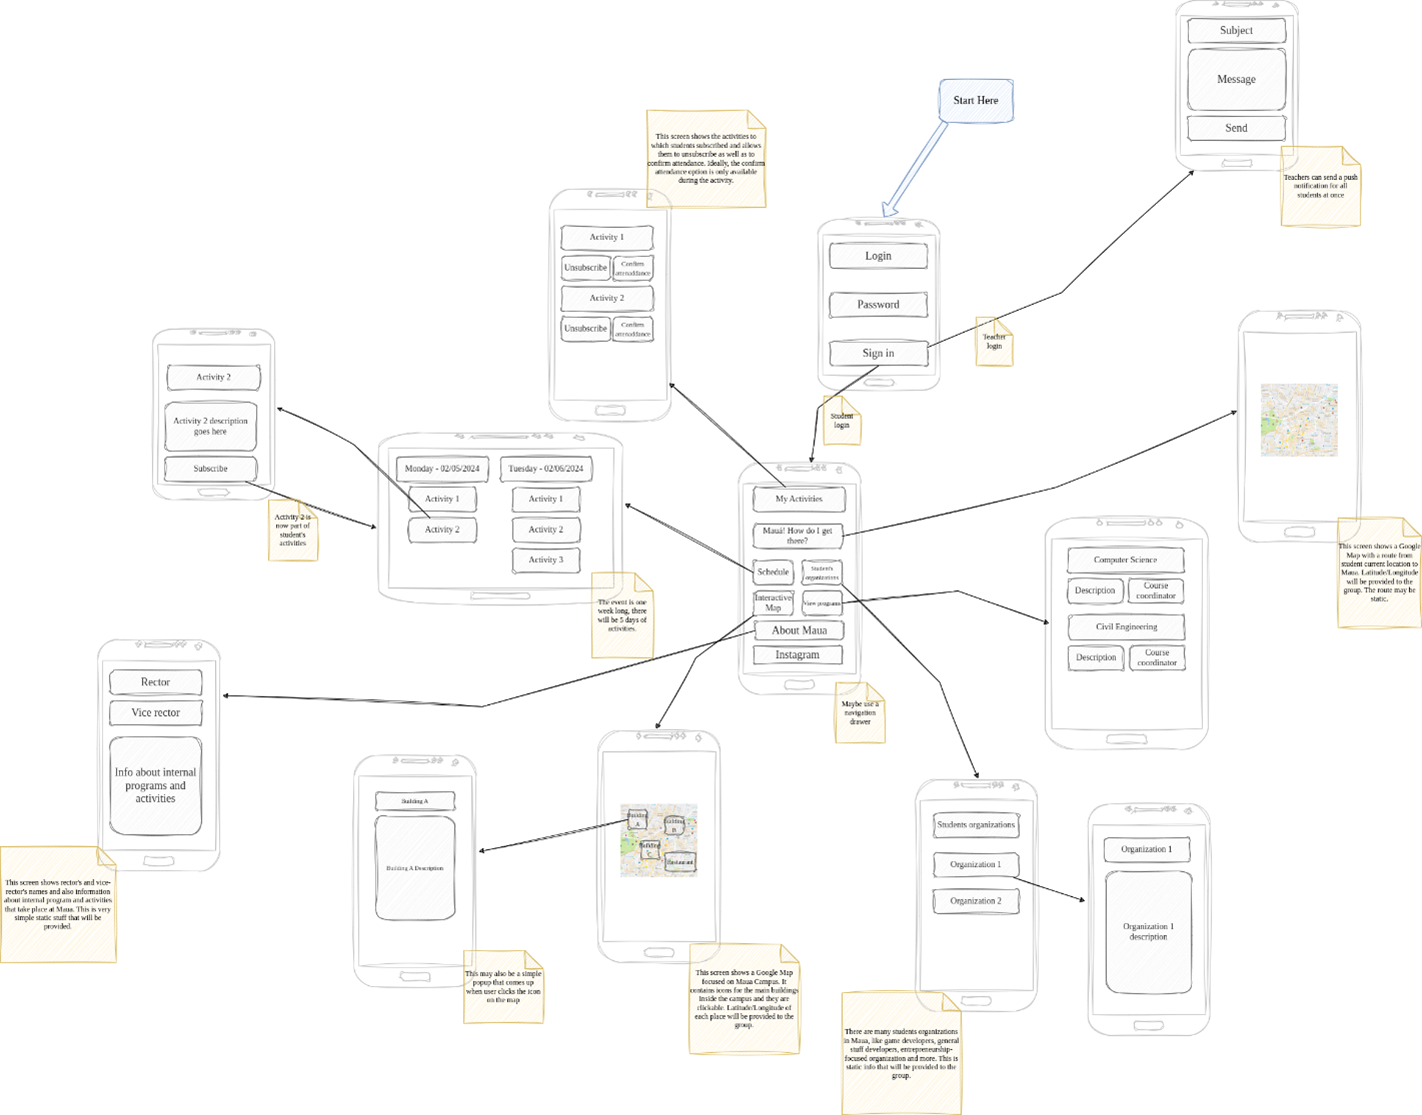 Subject
Message
Send
Teachers can send a push
notification for all
students at once
Start Here
This screen shows the activities to
which students subscribed and allows
them to unsubscribe as well as to
confirm attendance. Ideally, the confirm
attendance option is only available
during the activity.
Activity 1
Unsubscribe
Confirm
Activity 2
Unsubscribe
Confirm
Login
Password
Sign in
Teacher
login
Student
login
Activity 2
Activity 2 description
goes here
Subscribe
Activity 2 is
now part of
student's
activities
Monday - 02/05/2024
Tuesday - 02/06/2024
Activity 1
Activity 1
Activity 2
Activity 2
Activity 3
The event is one
week long, there
will be 5 days of
activities.
My Activities
Mauá! How do I get
there?
Schedule
Student's
organizations
Interactive
Map
View programs
About Maua
Instagram
Maybe use a
navigation
drawer
This screen shows a Google
Map with a route from
student current location to
Maua. Latitude/Longitude
will be provided to the
group. The route may be
static.
Computer Science
Description
Course
coordinator
Civil Engineering
Description
Course
coordinator
Rector
Vice rector
Info about internal
programs and
activities
This screen shows rector's and vice-
rector's names and also information
about internal program and activities
that take place at Maua. This is very
simple static stuff that will be
provided.
Building A
Building A Description
This may also be a simple
popup that comes up
when user clicks the icon
on the map
Building
A
Building
B
Building
C
Restaurant
This screen shows a Google Map
focused on Maua Campus. It
contains icons for the main buildings
inside the campus and they are
clickable. Latitude/Longitude of
each place will be provided to the
group.
Students organizations
Organization 1
Organization 2
There are many students organizations
in Maua, like game developers, general
stuff developers, entrepreneurship-
focused organization and more. This is
static info that will be provided to the
group.
Organization 1
Organization 1
description